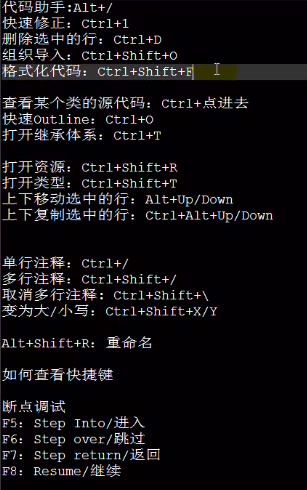 代码助手:Alt+/
快速修正: Ctrl+1
删除选中的行: Ctrl+D
组织导入: Ctrl+Shift+O
格式化代码: Ctrl+Shift+F
查看某个类的源代码: Ctrl+点进去
快速Outline: Ctrl+O
打开继承体系: Ctrl+T
打开资源: Ctrl+Shift+R
打开类型: Ctrl+Shift+T
上下移动选中的行: Alt+Up/Down
上下复制选中的行: Ctrl+Alt+Up/Down
单行注释: Ctrl+/
多行注释: Ctrl+Shift+/
取消多行注释: Ctrl+Shift+\
变为大/小写: Ctrl+Shift+X/Y
Alt+Shift+R: 重命名
如何查看快捷键
断点调试
F5: Step Into/进入
F6: Step over/跳过
F7: Step return/返回
F8: Resume/继续